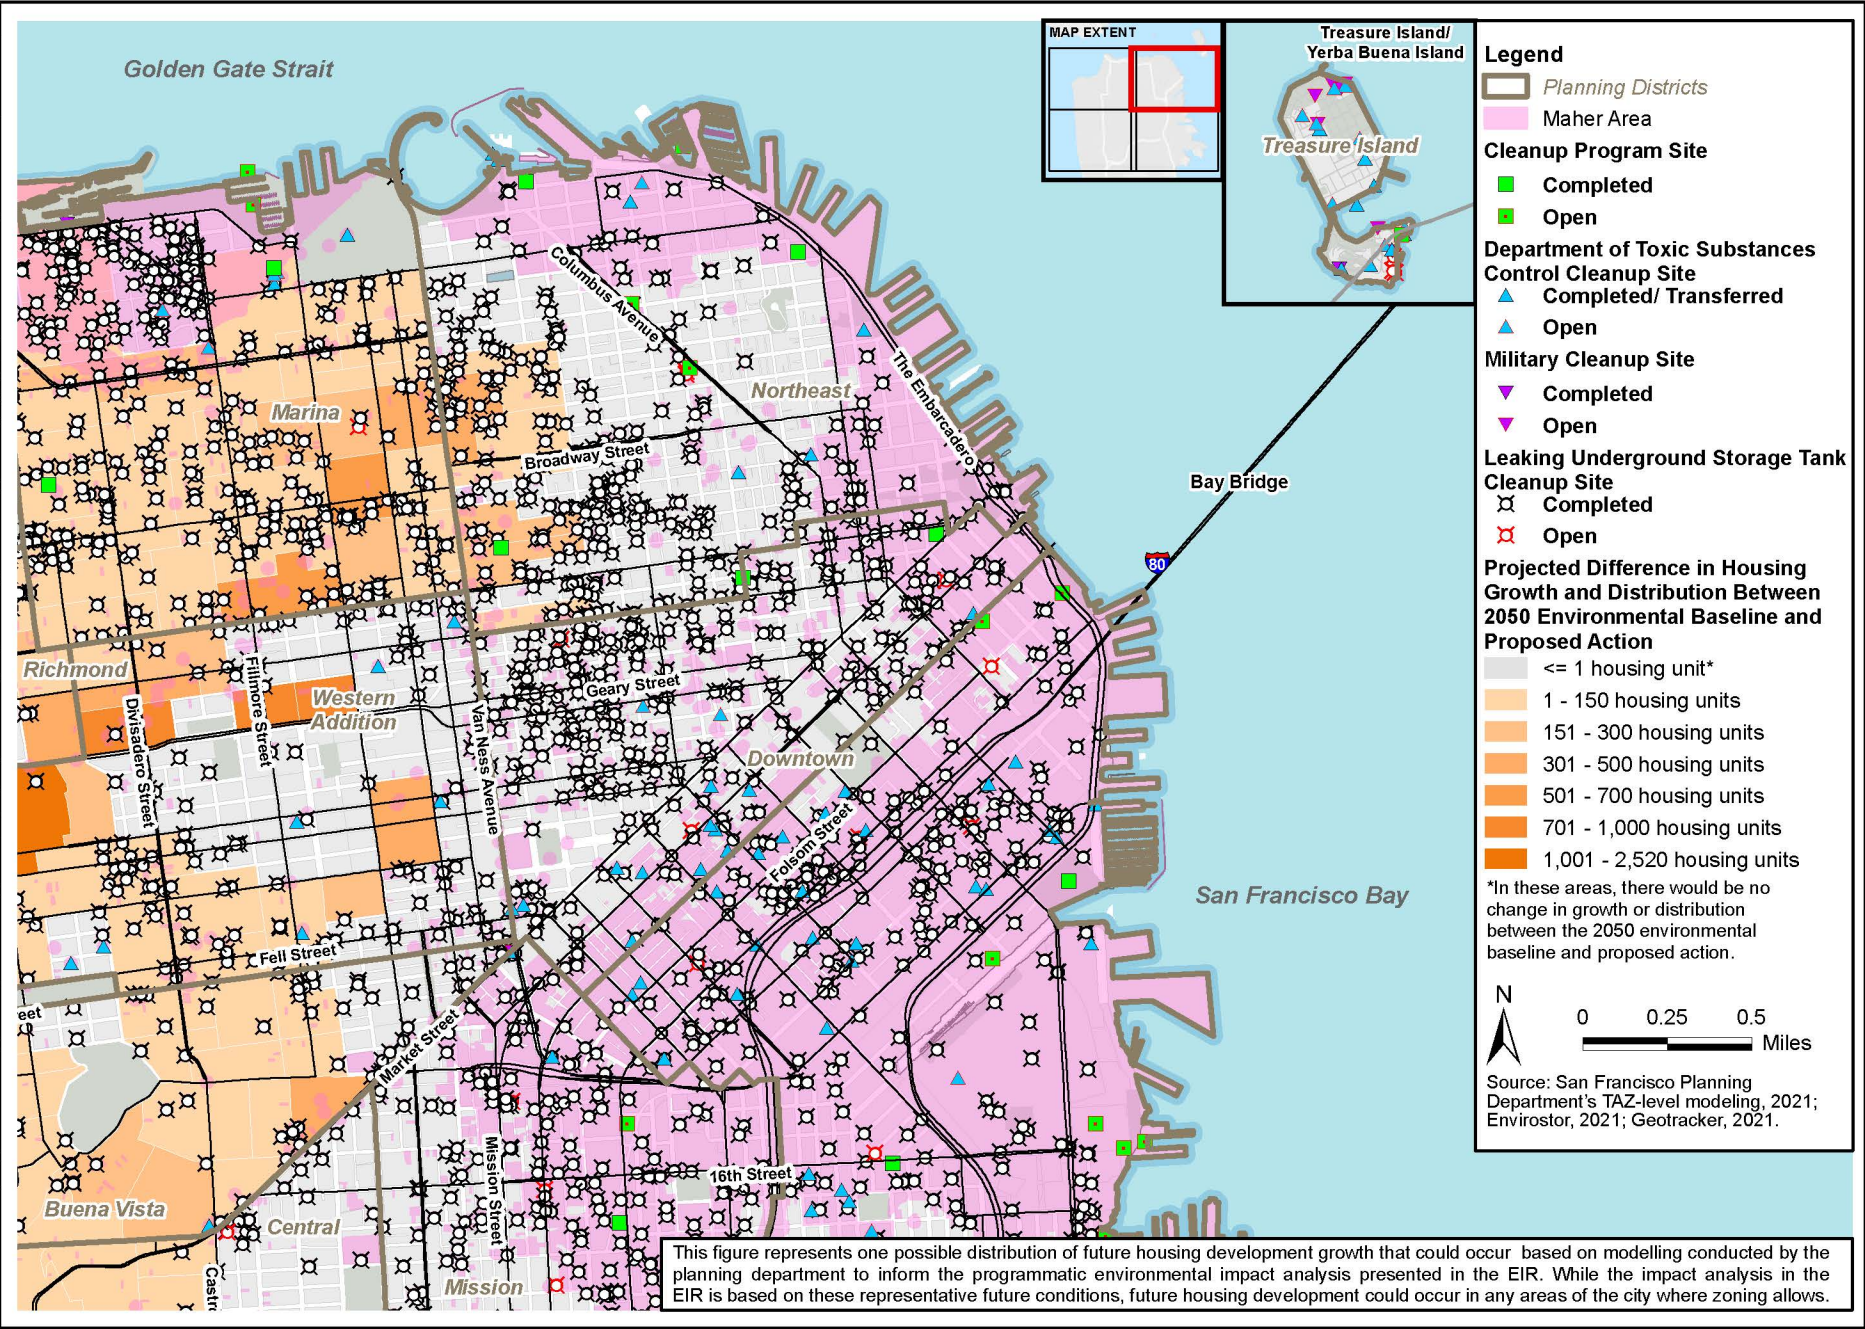 Golden Gate Strait
MAP EXTENT
Treasure Island/
Yerba Buena Island
Treasure Island
Columbus Avenue
The Embarcadero
Northeast
Marina
Broadway Street
Bay Bridge
80
Richmond
Fillmore Street
Western
Addition
Divisadero Street
Geary Street
Van Ness Avenue
Downtown
Folsom Street
San Francisco Bay
Fell Street
eet
Market Street
Mission Street
16th Street
Buena Vista
Central
Castro
Mission
Legend
Planning Districts
Maher Area
Cleanup Program Site
Completed
Open
Department of Toxic Substances
Control Cleanup Site
Completed/ Transferred
Open
Military Cleanup Site
Completed
Open
Leaking Underground Storage Tank
Cleanup Site
Completed
Open
Projected Difference in Housing
Growth and Distribution Between
2050 Environmental Baseline and
Proposed Action
<= 1 housing unit*
1 - 150 housing units
151 - 300 housing units
301 - 500 housing units
501 - 700 housing units
701 - 1,000 housing units
1,001 - 2,520 housing units
*In these areas, there would be no
change in growth or distribution
between the 2050 environmental
baseline and proposed action.
N
0 0.25 0.5
Miles
Source: San Francisco Planning
Department's TAZ-level modeling, 2021;
Envirostor, 2021; Geotracker, 2021.
This figure represents one possible distribution of future housing development growth that could occur based on modelling conducted by the
planning department to inform the programmatic environmental impact analysis presented in the EIR. While the impact analysis in the
EIR is based on these representative future conditions, future housing development could occur in any areas of the city where zoning allows.